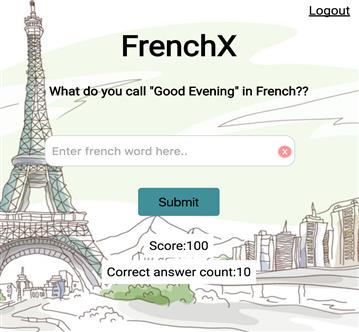 Logout
FrenchX
What do you call "Good Evening" in French??
Enter french word here..
x
Submit
Score:100
Correct answer count:10